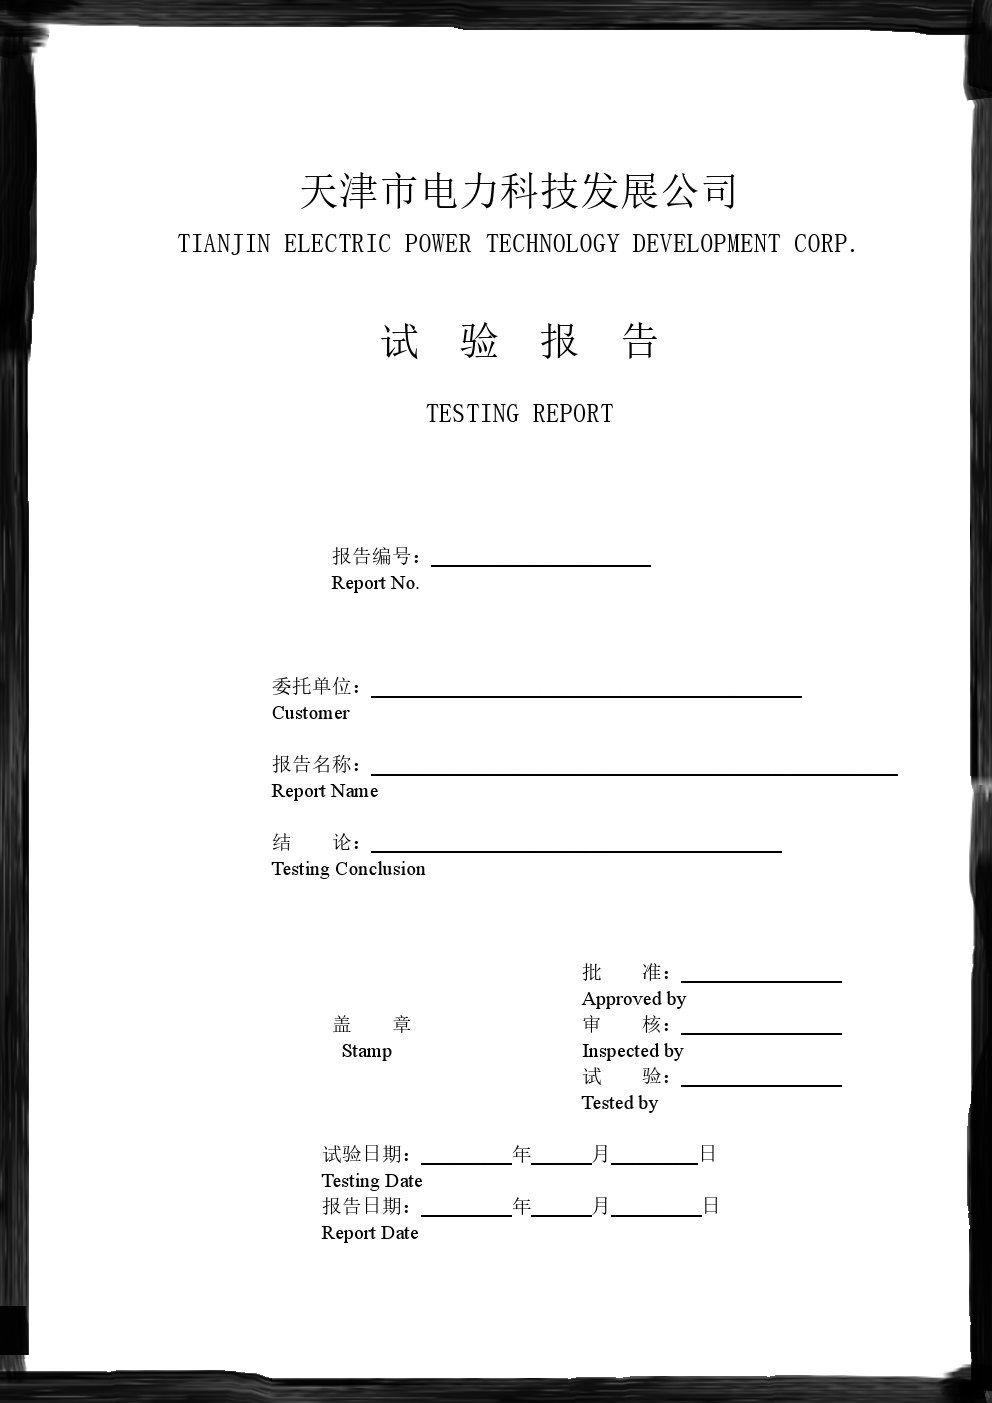 天津市电力科技发展公司
TIANJIN ELECTRIC POWER TECHNOLOGY DEVELOPMENT CORP.
试 验 报 告
TESTING REPORT
报告编号：
Report No.
委托单位：
Customer
报告名称：
Report Name
结 论：
Testing Conclusion
批 准：
Approved by
盖 章 审 核：
Stamp Inspected by
试 验：
Tested by
试验日期： 年 月 日
Testing Date
报告日期： 年 月 日
Report Date